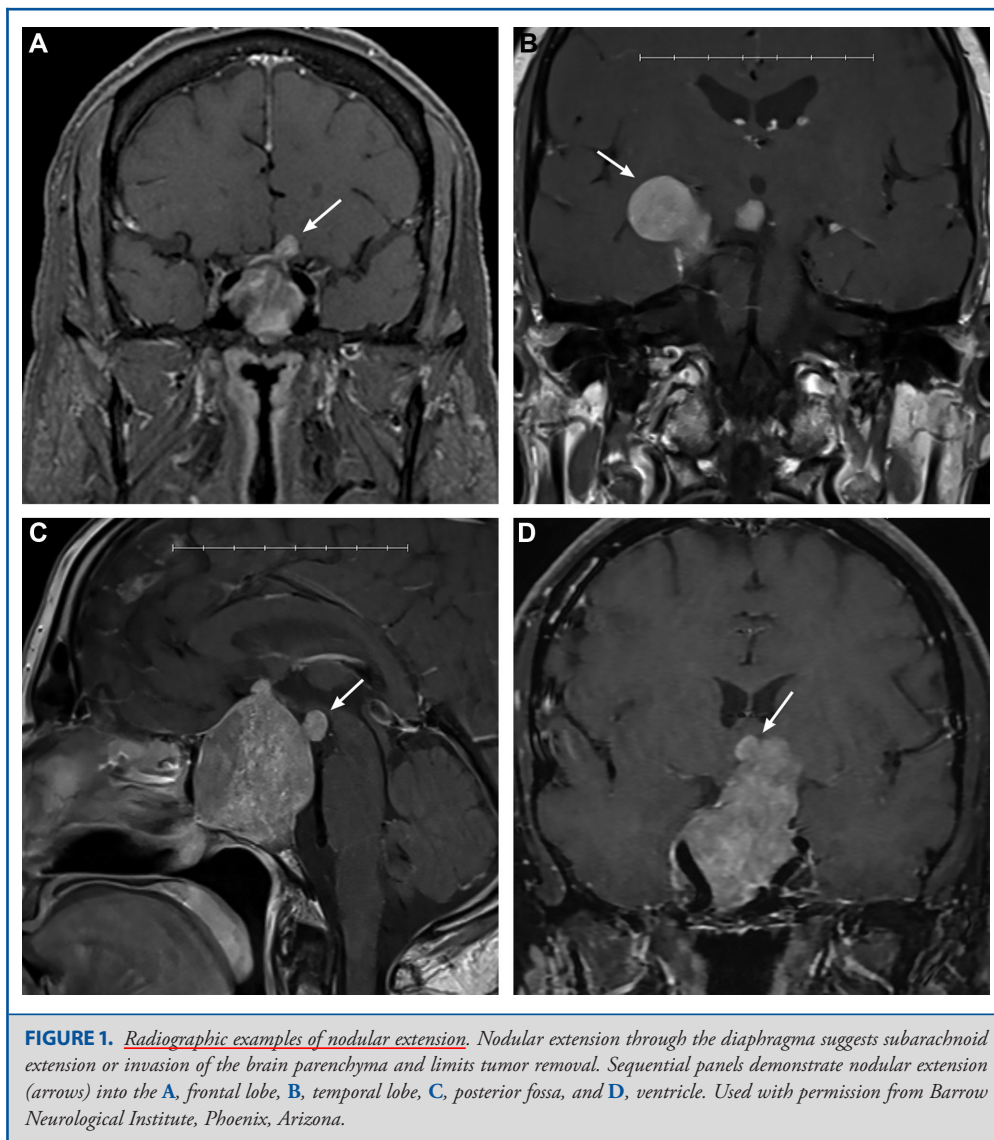 A
B
C
D
FIGURE 1. Radiographic examples of nodular extension. Nodular extension through the diaphragma suggests subarachnoid
extension or invasion of the brain parenchyma and limits tumor removal. Sequential panels demonstrate nodular extension
(arrows) into the A, frontal lobe, B, temporal lobe, C, posterior fossa, and D, ventricle. Used with permission from Barrow
Neurological Institute, Phoenix, Arizona.